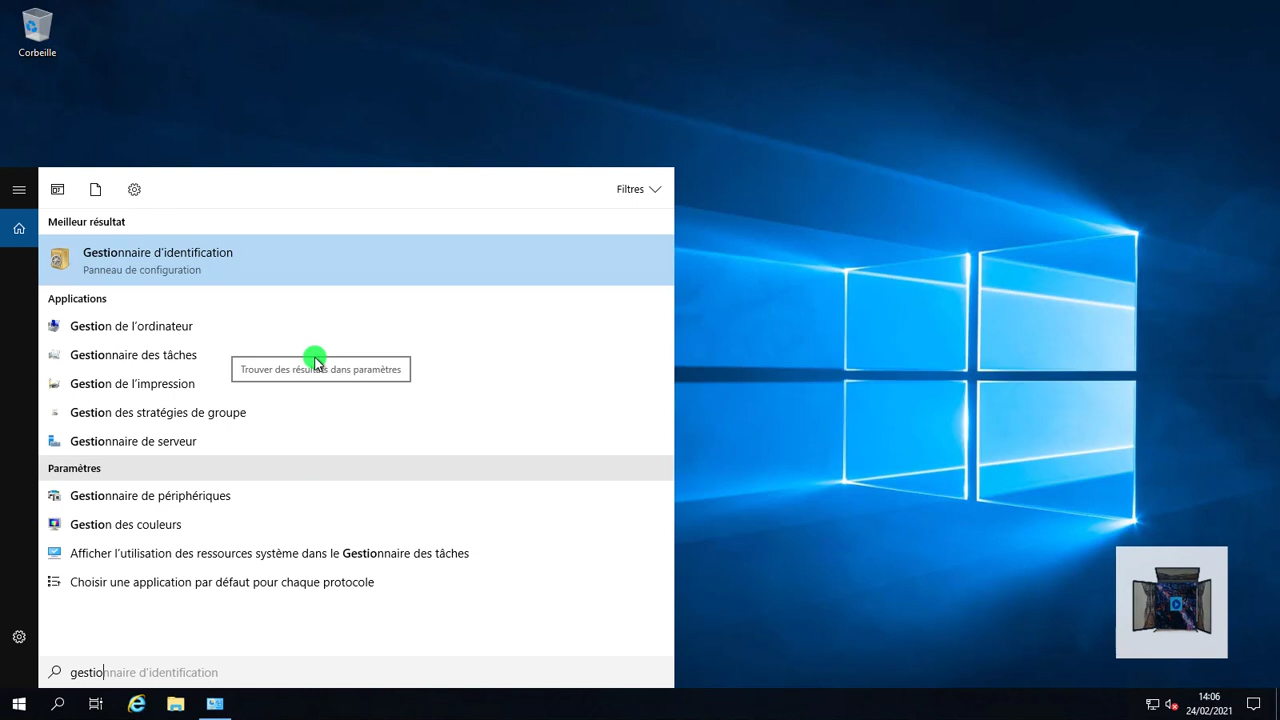 Corbeille
Filtres
Meilleur résultat
Gestionnaire d'identification
Panneau de configuration
Applications
Gestion de l'ordinateur
Gestionnaire des tâches
Trouver des résultats dans paramètres
Gestion de l'impression
Gestion des stratégies de groupe
Gestionnaire de serveur
Paramètres
Gestionnaire de périphériques
Gestion des couleurs
Afficher l'utilisation des ressources système dans le Gestionnaire des tâches
Choisir une application par défaut pour chaque protocole
gestionnaire d'identification
14:06
24/02/2021